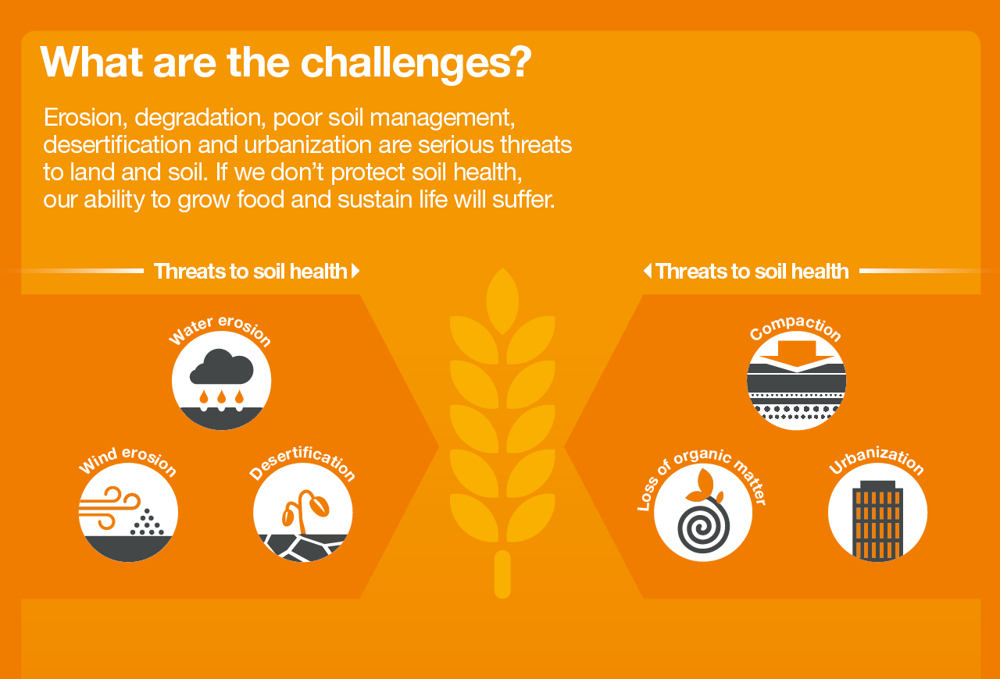 What are the challenges?
Erosion, degradation, poor soil management,
desertification and urbanization are serious threats
to land and soil. If we don’t protect soil health,
our ability to grow food and sustain life will suffer.
Threats to soil health
Threats to soil health
Water erosion
Wind erosion
Desertification
Compaction
Loss of organic matter
Urbanization